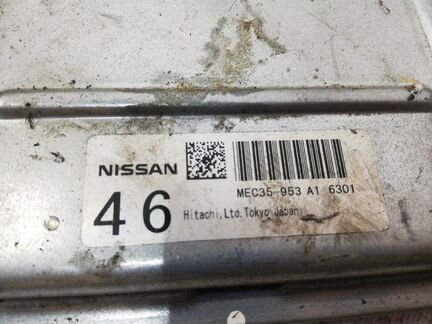 NISSAN
MEC35-953 A1 6301
46
Hitachi, Ltd. Tokyo Japan